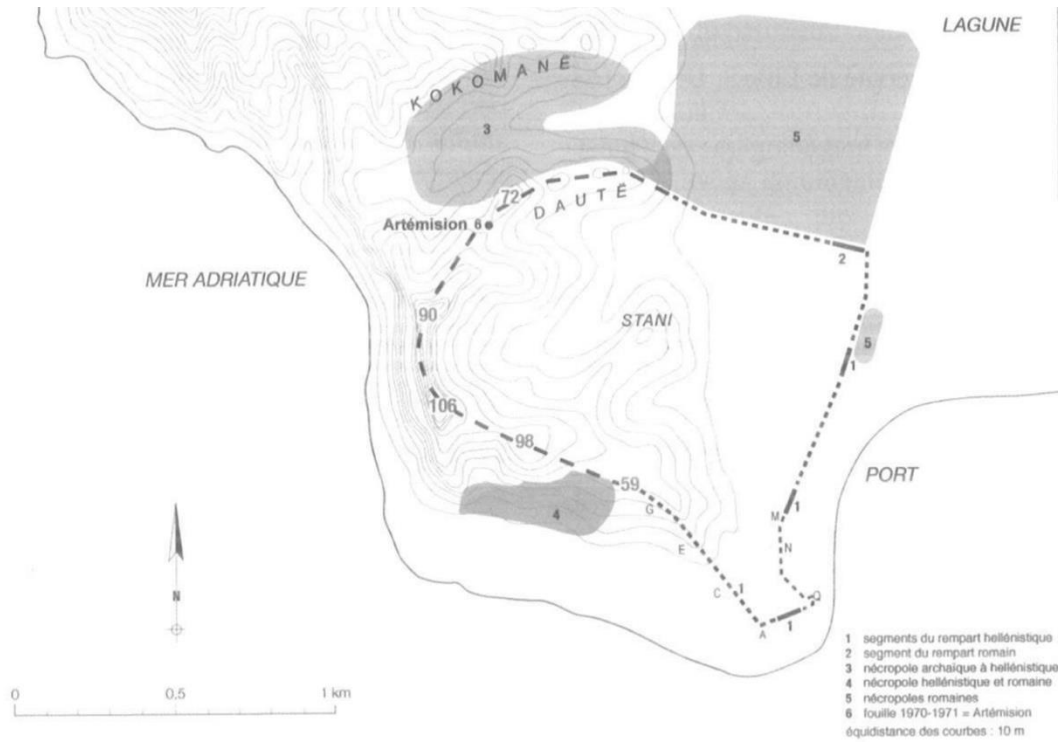 LAGUNE
KOKOMANË
3
5
72
DAUTË
Artémision 6
2
MER ADRIATIQUE
90
STANI
5
1
106
98
PORT
59
4
G
M
1
E
N
C
1
Q
A
1
N
1 segments du rempart hellénistique
2 segment du rempart romain
3 nécropole archaïque à hellénistique
4 nécropole hellénistique et romaine
5 nécropoles romaines
6 fouille 1970-1971 = Artémision
équidistance des courbes : 10 m
0 0.5 1 km